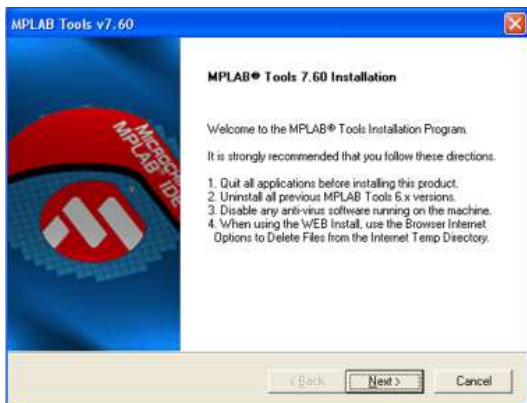 MPLAB Tools v7.60
MICROCHIP
MPLAB IDE
MPLAB® Tools 7.60 Installation
Welcome to the MPLAB® Tools Installation Program.
It is strongly recommended that you follow these directions.
1. Quit all applications before installing this product.
2. Uninstall all previous MPLAB Tools 6.x versions.
3. Disable any anti-virus software running on the machine.
4. When using the WEB Install, use the Browser Internet
Options to Delete Files from the Internet Temp Directory.
< Back
Next >
Cancel